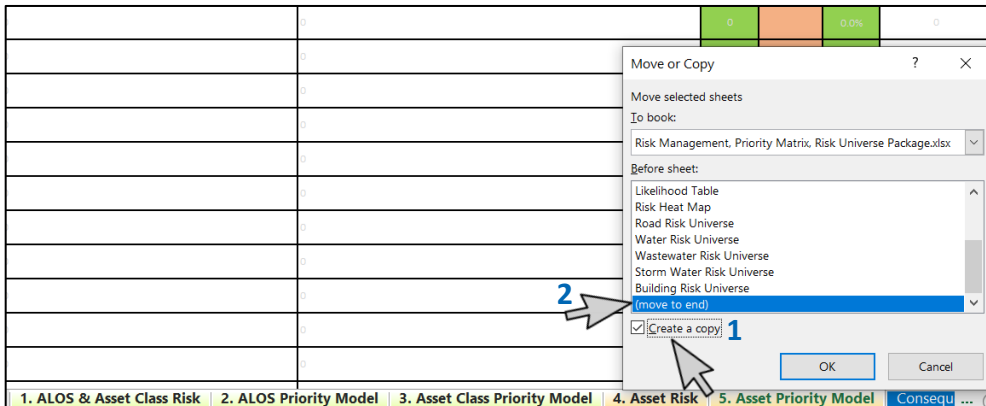 0 0 0.0% 0
0
0
0
0
0
0
0
0
0
0
Move or Copy ? X
Move selected sheets
To book:
Risk Management, Priority Matrix, Risk Universe Package.xlsx
Before sheet:
Likelihood Table
Risk Heat Map
Road Risk Universe
Water Risk Universe
Wastewater Risk Universe
Storm Water Risk Universe
Building Risk Universe
2 (move to end)
Create a copy 1
OK Cancel
1. ALOS & Asset Class Risk 2. ALOS Priority Model 3. Asset Class Priority Model 4. Asset Risk 5. Asset Priority Model Consequ ...